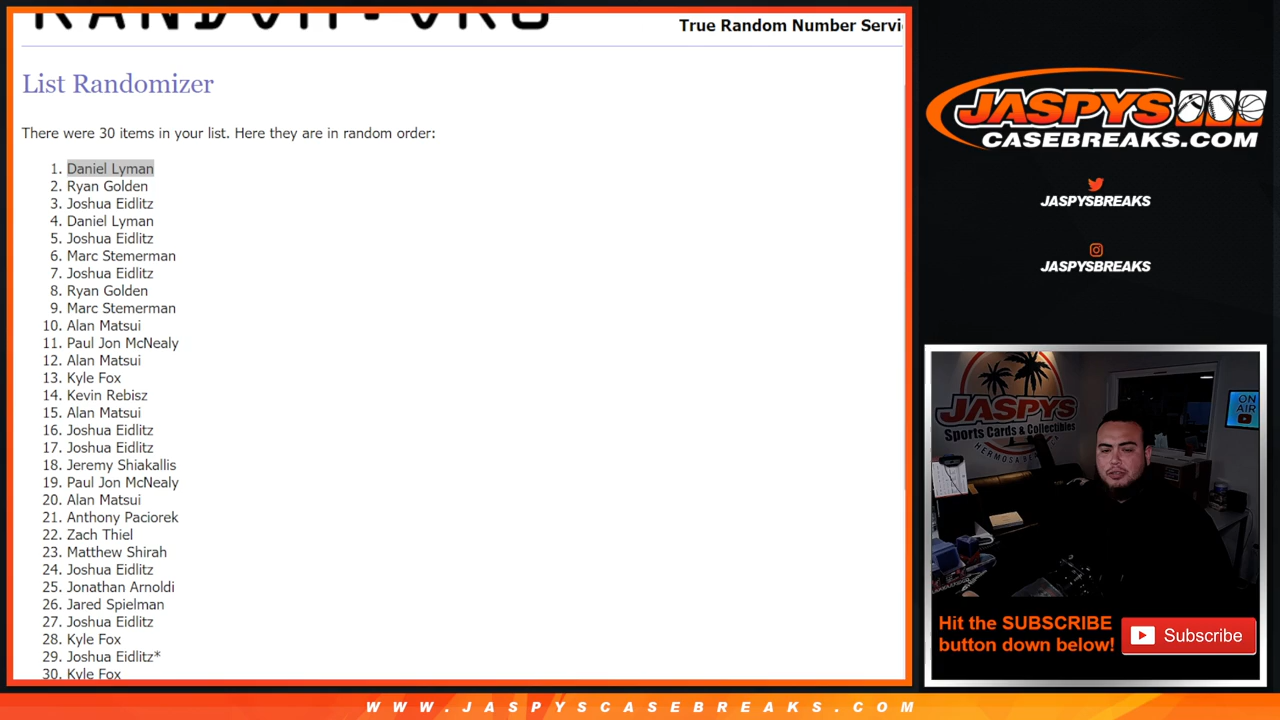 RANDOM.ORG
True Random Number Servi
List Randomizer
There were 30 items in your list. Here they are in random order:
1. Daniel Lyman
2. Ryan Golden
3. Joshua Eidlitz
4. Daniel Lyman
5. Joshua Eidlitz
6. Marc Stemerman
7. Joshua Eidlitz
8. Ryan Golden
9. Marc Stemerman
10. Alan Matsui
11. Paul Jon McNealy
12. Alan Matsui
13. Kyle Fox
14. Kevin Rebisz
15. Alan Matsui
16. Joshua Eidlitz
17. Joshua Eidlitz
18. Jeremy Shiakallis
19. Paul Jon McNealy
20. Alan Matsui
21. Anthony Paciorek
22. Zach Thiel
23. Matthew Shirah
24. Joshua Eidlitz
25. Jonathan Arnoldi
26. Jared Spielman
27. Joshua Eidlitz
28. Kyle Fox
29. Joshua Eidlitz*
30. Kyle Fox
JASPYS
CASEBREAKS.COM
JASPYSBREAKS
JASPYSBREAKS
JASPYS
Sports Cards & Collectibles
ON
AIR
Hit the SUBSCRIBE
button down below!
Subscribe
WWW.JASPYSCASEBREAKS.COM